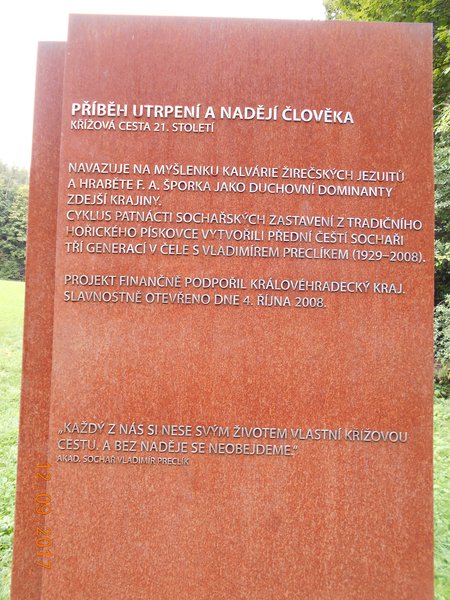 PŘÍBĚH UTRPENÍ A NADĚJÍ ČLOVĚKA
KŘÍŽOVÁ CESTA 21. STOLETÍ
NAVAZUJE NA MYŠLENKU KALVÁRIE ŽIREČSKÝCH JEZUITŮ
A HRABĚTE F. A. ŠPORKA JAKO DUCHOVNÍ DOMINANTY
ZDEJŠÍ KRAJINY.
CYKLUS PATNÁCTI SOCHAŘSKÝCH ZASTAVENÍ Z TRADIČNÍHO
HOŘICKÉHO PÍSKOVCE VYTVOŘILI PŘEDNÍ ČEŠTÍ SOCHAŘI
TŘÍ GENERACÍ V ČELE S VLADIMÍREM PRECLÍKEM (1929–2008).
PROJEKT FINANČNĚ PODPOŘIL KRÁLOVÉHRADECKÝ KRAJ.
SLAVNOSTNĚ OTEVŘENO DNE 4. ŘÍJNA 2008.
„KAŽDÝ Z NÁS SI NESE SVÝM ŽIVOTEM VLASTNÍ KŘÍŽOVOU
CESTU. A BEZ NADĚJE SE NEOBEJDEME.“
AKAD. SOCHAŘ VLADIMÍR PRECLÍK
12 09 2017